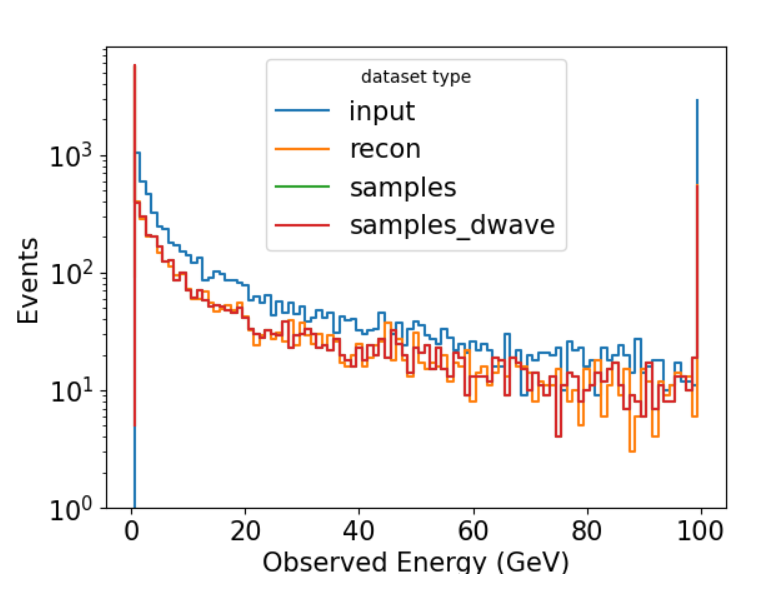 dataset type
input
recon
samples
samples_dwave
Events
10³
10²
10¹
10⁰
0 20 40 60 80 100
Observed Energy (GeV)